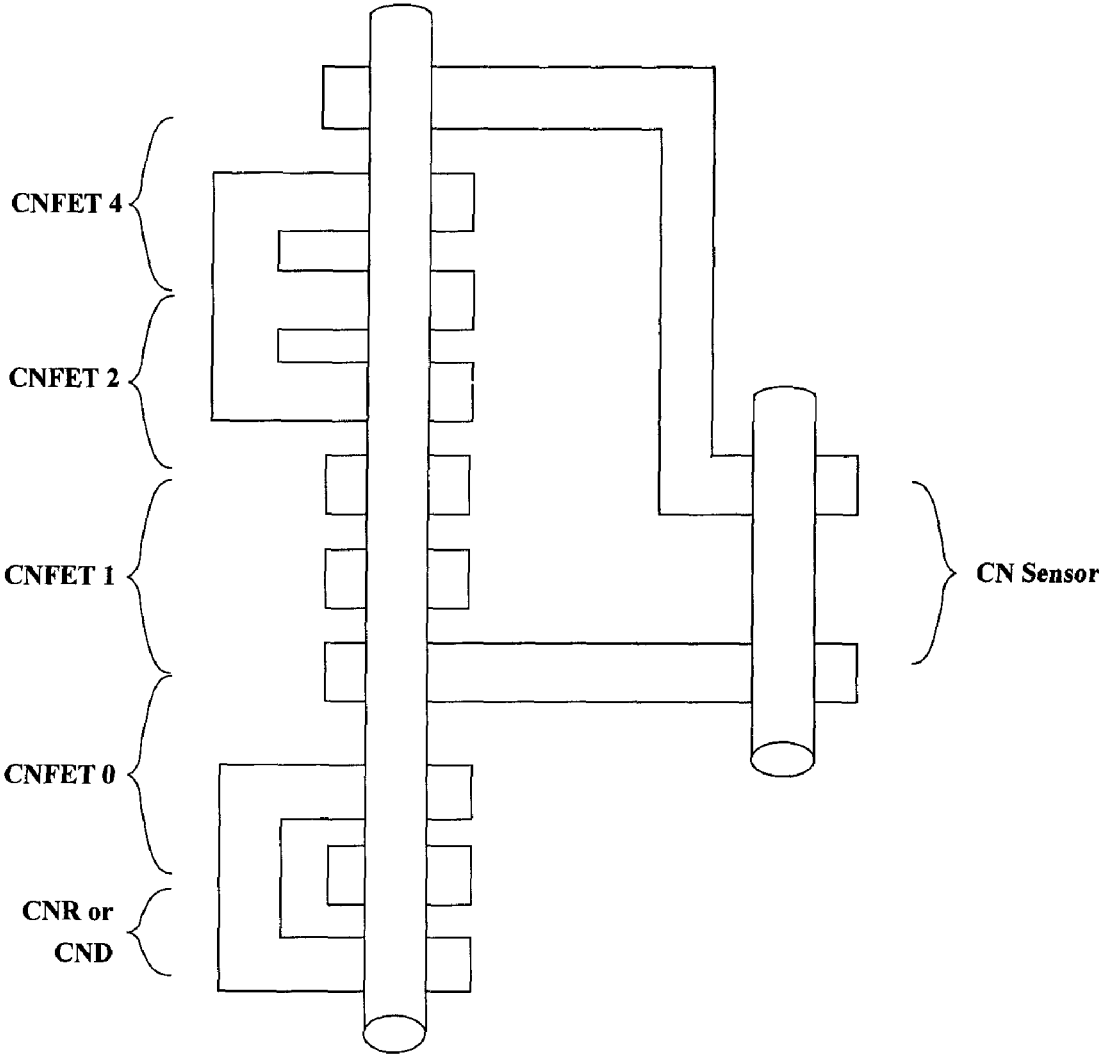 CNFET 4
CNFET 2
CNFET 1
CN Sensor
CNFET 0
CNR or
CND